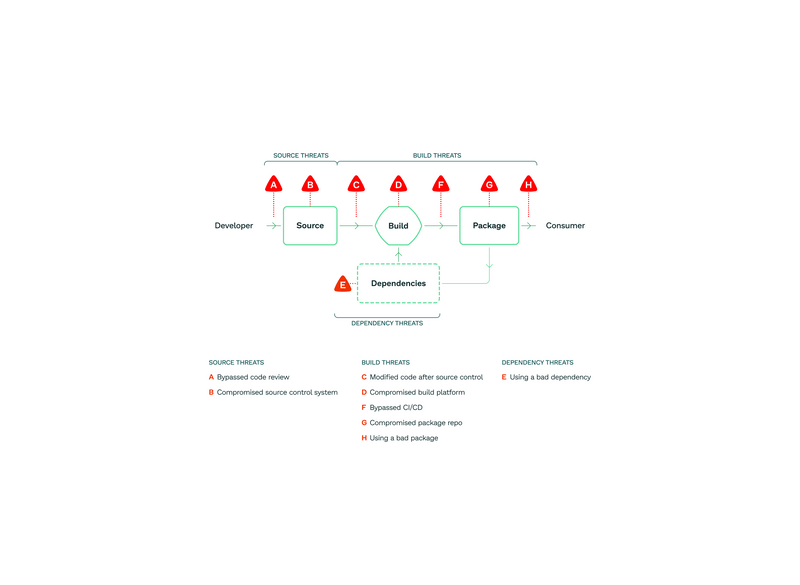 SOURCE THREATS
BUILD THREATS
A
B
C
D
F
G
H
Developer
Source
Build
Package
Consumer
E
Dependencies
DEPENDENCY THREATS
SOURCE THREATS
A Bypassed code review
B Compromised source control system
BUILD THREATS
C Modified code after source control
D Compromised build platform
F Bypassed CI/CD
G Compromised package repo
H Using a bad package
DEPENDENCY THREATS
E Using a bad dependency